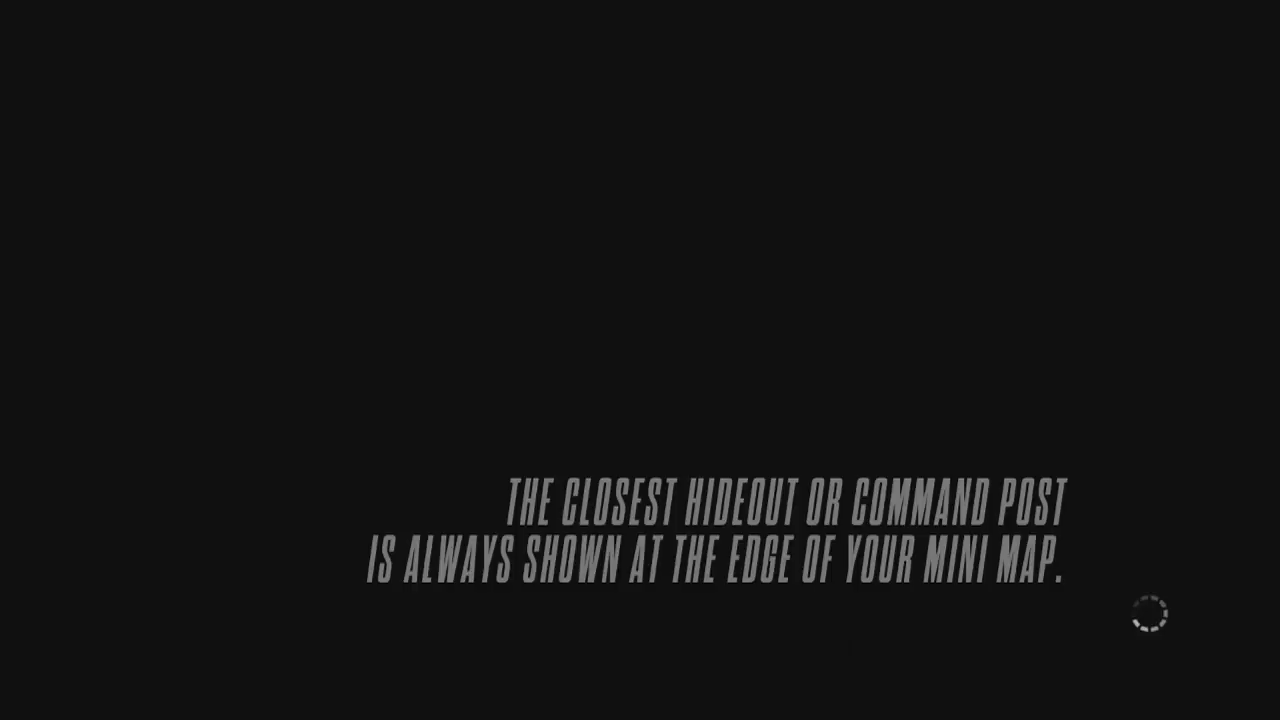 THE CLOSEST HIDEOUT OR COMMAND POST
IS ALWAYS SHOWN AT THE EDGE OF YOUR MINI MAP.